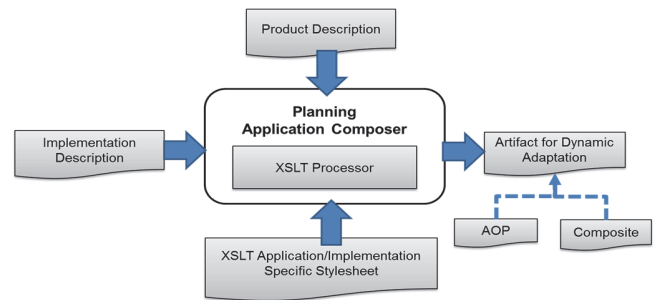 Product Description
Planning
Application Composer
XSLT Processor
Implementation
Description
Artifact for Dynamic
Adaptation
AOP
Composite
XSLT Application/Implementation
Specific Stylesheet